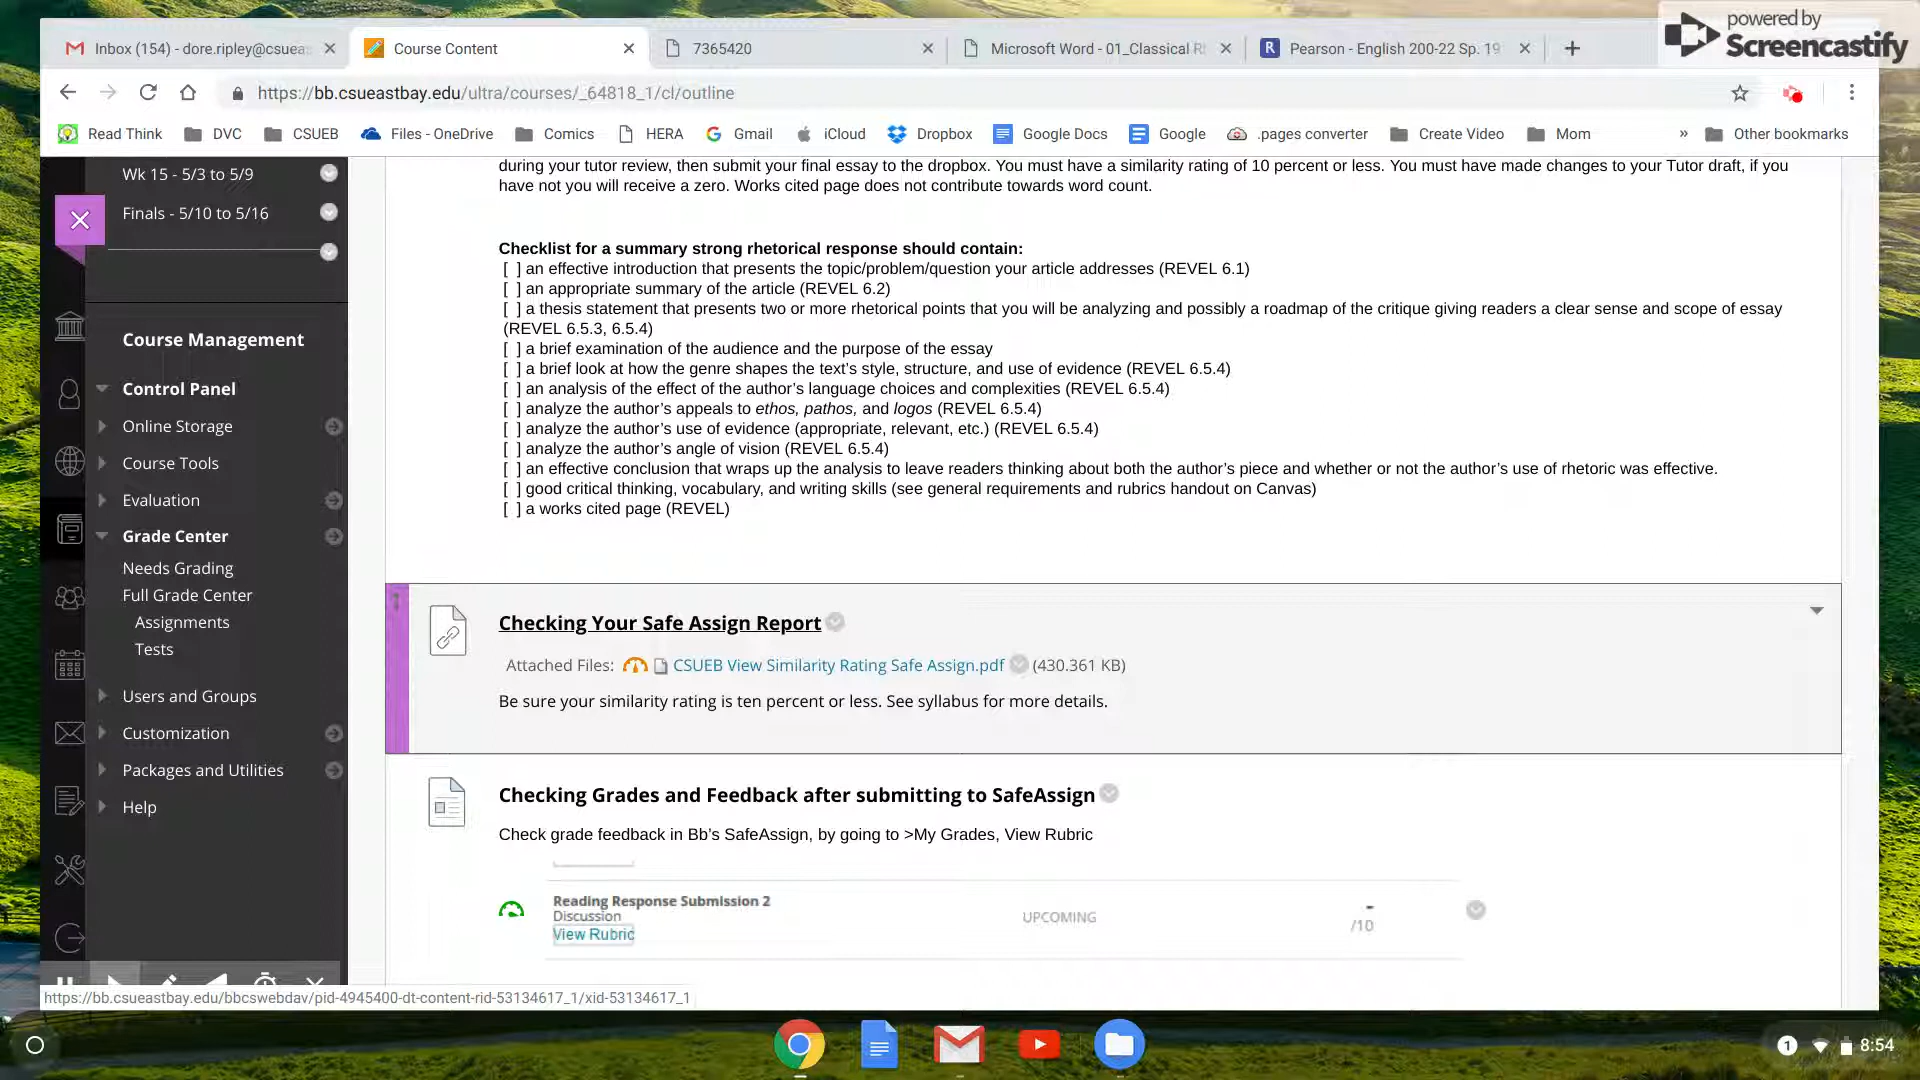 powered by
Screencastify
Inbox (154) - dore.ripley@csueas
Course Content
7365420
Microsoft Word - 01_Classical R
Pearson - English 200-22 Sp. 19
https://bb.csueastbay.edu/ultra/courses/_64818_1/cl/outline
Read Think
DVC
CSUEB
Files - OneDrive
Comics
HERA
Gmail
iCloud
Dropbox
Google Docs
Google
.pages converter
Create Video
Mom
»
Other bookmarks
Wk 15 - 5/3 to 5/9
Finals - 5/10 to 5/16
Course Management
Control Panel
Online Storage
Course Tools
Evaluation
Grade Center
Needs Grading
Full Grade Center
Assignments
Tests
Users and Groups
Customization
Packages and Utilities
Help
during your tutor review, then submit your final essay to the dropbox. You must have a similarity rating of 10 percent or less. You must have made changes to your Tutor draft, if you
have not you will receive a zero. Works cited page does not contribute towards word count.
Checklist for a summary strong rhetorical response should contain:
[ ] an effective introduction that presents the topic/problem/question your article addresses (REVEL 6.1)
[ ] an appropriate summary of the article (REVEL 6.2)
[ ] a thesis statement that presents two or more rhetorical points that you will be analyzing and possibly a roadmap of the critique giving readers a clear sense and scope of essay
(REVEL 6.5.3, 6.5.4)
[ ] a brief examination of the audience and the purpose of the essay
[ ] a brief look at how the genre shapes the text's style, structure, and use of evidence (REVEL 6.5.4)
[ ] an analysis of the effect of the author's language choices and complexities (REVEL 6.5.4)
[ ] analyze the author's appeals to ethos, pathos, and logos (REVEL 6.5.4)
[ ] analyze the author's use of evidence (appropriate, relevant, etc.) (REVEL 6.5.4)
[ ] analyze the author's angle of vision (REVEL 6.5.4)
[ ] an effective conclusion that wraps up the analysis to leave readers thinking about both the author's piece and whether or not the author's use of rhetoric was effective.
[ ] good critical thinking, vocabulary, and writing skills (see general requirements and rubrics handout on Canvas)
[ ] a works cited page (REVEL)
Checking Your Safe Assign Report
Attached Files: CSUEB View Similarity Rating Safe Assign.pdf (430.361 KB)
Be sure your similarity rating is ten percent or less. See syllabus for more details.
Checking Grades and Feedback after submitting to SafeAssign
Check grade feedback in Bb's SafeAssign, by going to >My Grades, View Rubric
Reading Response Submission 2
Discussion
View Rubric
UPCOMING
-
/10
https://bb.csueastbay.edu/bbcswebdav/pid-4945400-dt-content-rid-53134617_1/xid-53134617_1
1
8:54